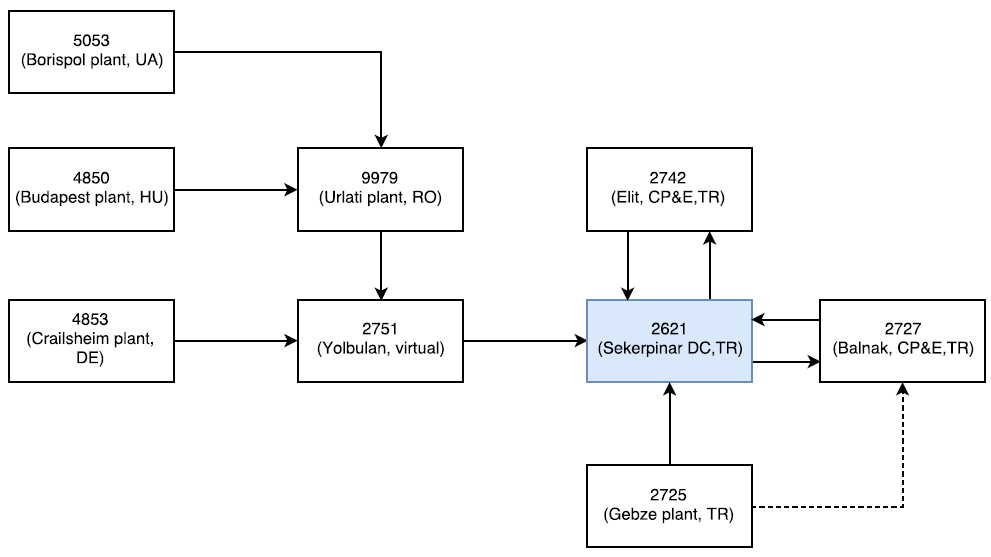 5053
(Borispol plant, UA)
4850
(Budapest plant, HU)
9979
(Urlati plant, RO)
2742
(Elit, CP&E,TR)
4853
(Crailsheim plant,
DE)
2751
(Yolbulan, virtual)
2621
(Sekerpinar DC,TR)
2727
(Balnak, CP&E,TR)
2725
(Gebze plant, TR)